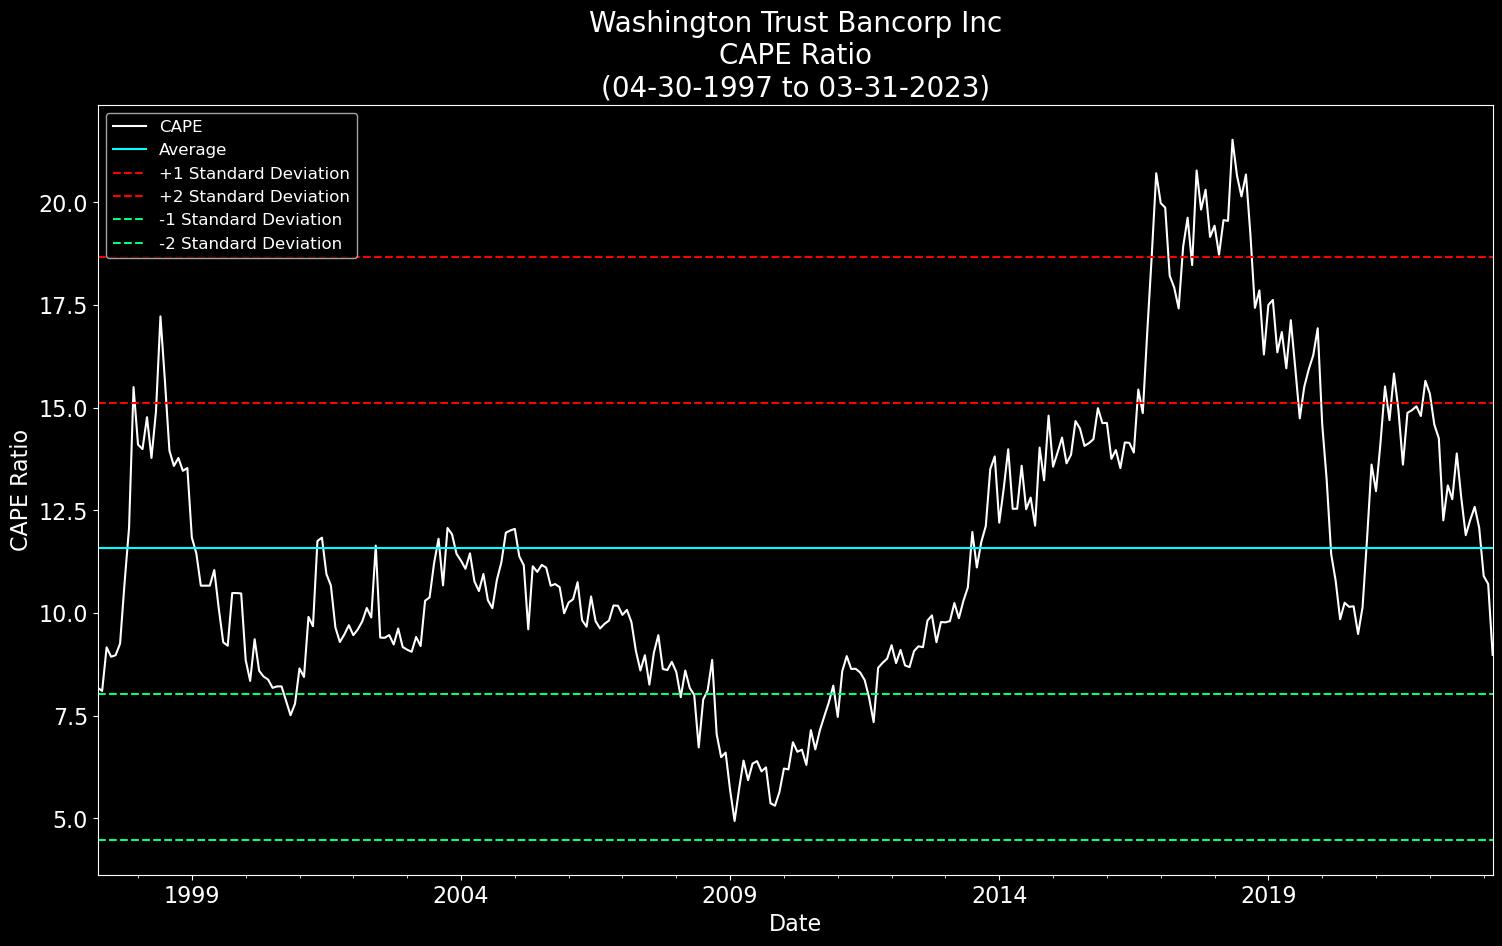 Washington Trust Bancorp Inc
CAPE Ratio
(04-30-1997 to 03-31-2023)
CAPE
Average
+1 Standard Deviation
+2 Standard Deviation
-1 Standard Deviation
-2 Standard Deviation
CAPE Ratio
20.0
17.5
15.0
12.5
10.0
7.5
5.0
1999
2004
2009
2014
2019
Date